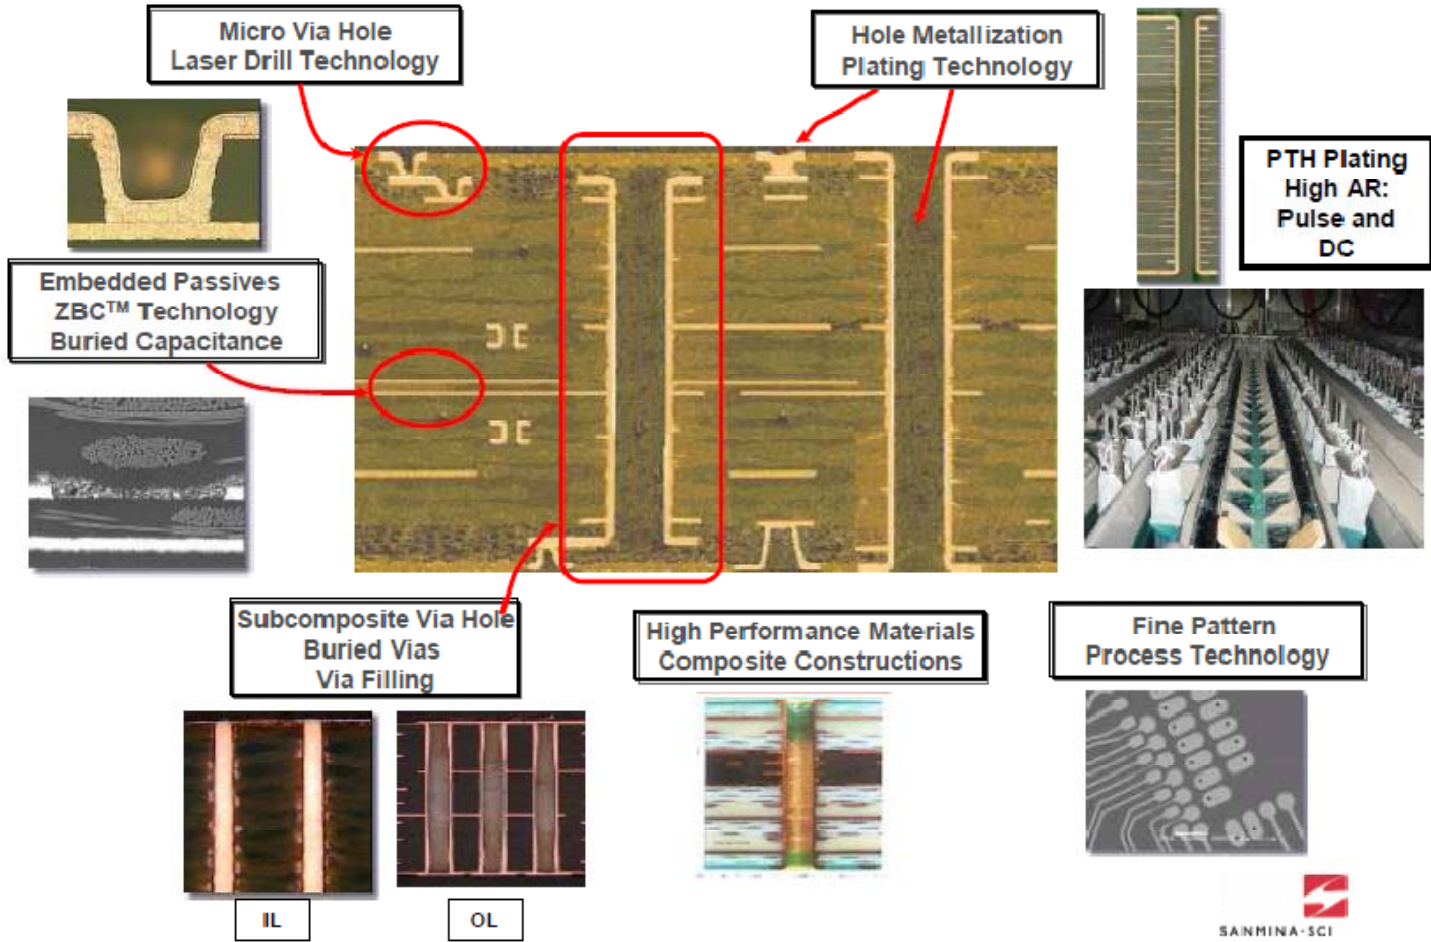 Micro Via Hole
Laser Drill Technology
Hole Metallization
Plating Technology
PTH Plating
High AR:
Pulse and
DC
Embedded Passives
ZBC™ Technology
Buried Capacitance
Subcomposite Via Hole
Buried Vias
Via Filling
High Performance Materials
Composite Constructions
Fine Pattern
Process Technology
IL
OL
SANMINA-SCI